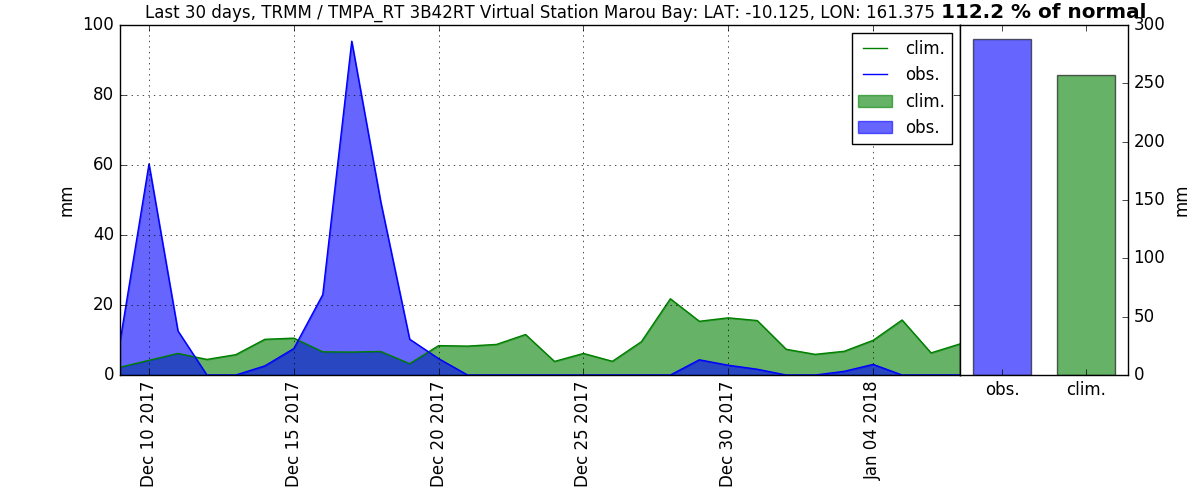 Last 30 days, TRMM / TMPA_RT 3B42RT Virtual Station Marou Bay: LAT: -10.125, LON: 161.375 112.2 % of normal
100
80
60
40
20
0
mm
clim.
obs.
clim.
obs.
Dec 10 2017
Dec 15 2017
Dec 20 2017
Dec 25 2017
Dec 30 2017
Jan 04 2018
300
250
200
150
100
50
0
mm
obs.
clim.